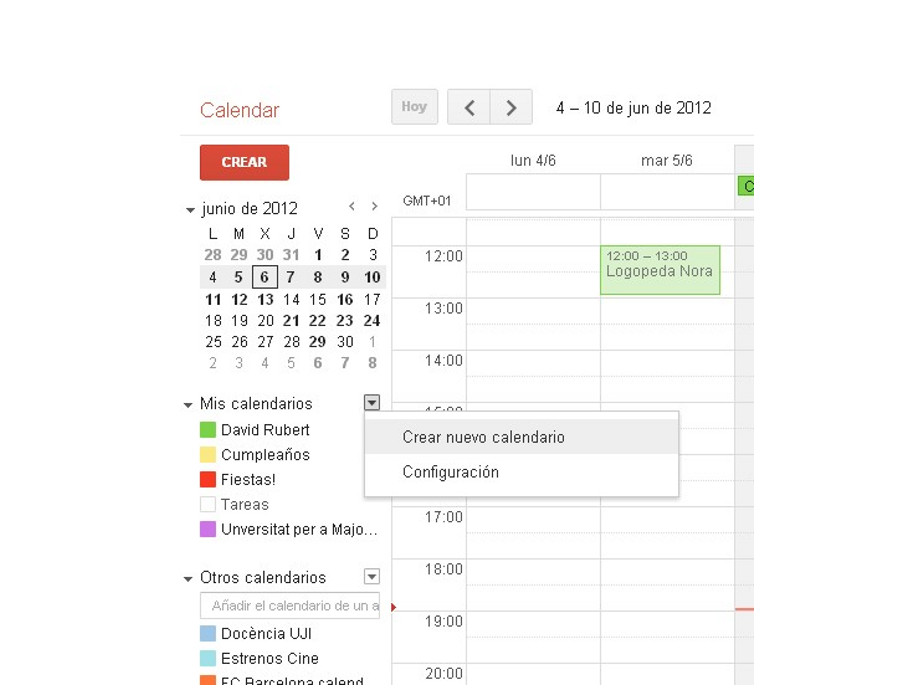 Calendar
Hoy
4 – 10 de jun de 2012
CREAR
junio de 2012
L M X J V S D
28 29 30 31 1 2 3
4 5 6 7 8 9 10
11 12 13 14 15 16 17
18 19 20 21 22 23 24
25 26 27 28 29 30 1
2 3 4 5 6 7 8
Mis calendarios
David Rubert
Cumpleaños
Fiestas!
Tareas
Unversitat per a Majo...
Otros calendarios
Añadir el calendario de un a
Docència UJI
Estrenos Cine
FC Barcelona calend
lun 4/6
mar 5/6
GMT+01
C
12:00
12:00 – 13:00
Logopeda Nora
13:00
14:00
15:00
Crear nuevo calendario
Configuración
17:00
18:00
19:00
20:00